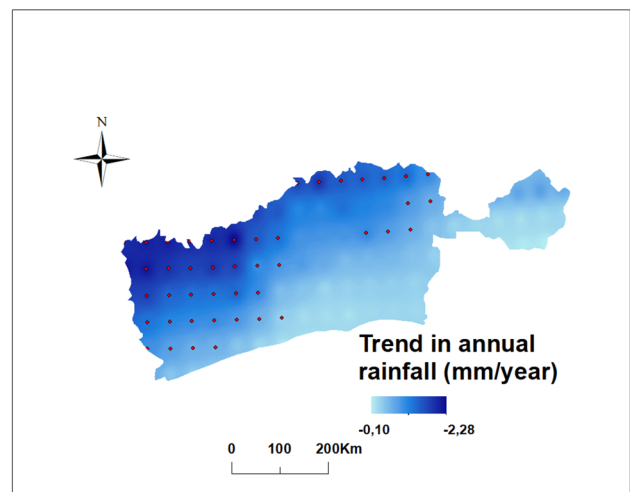 N
Trend in annual
rainfall (mm/year)
-0,10 -2,28
0 100 200Km